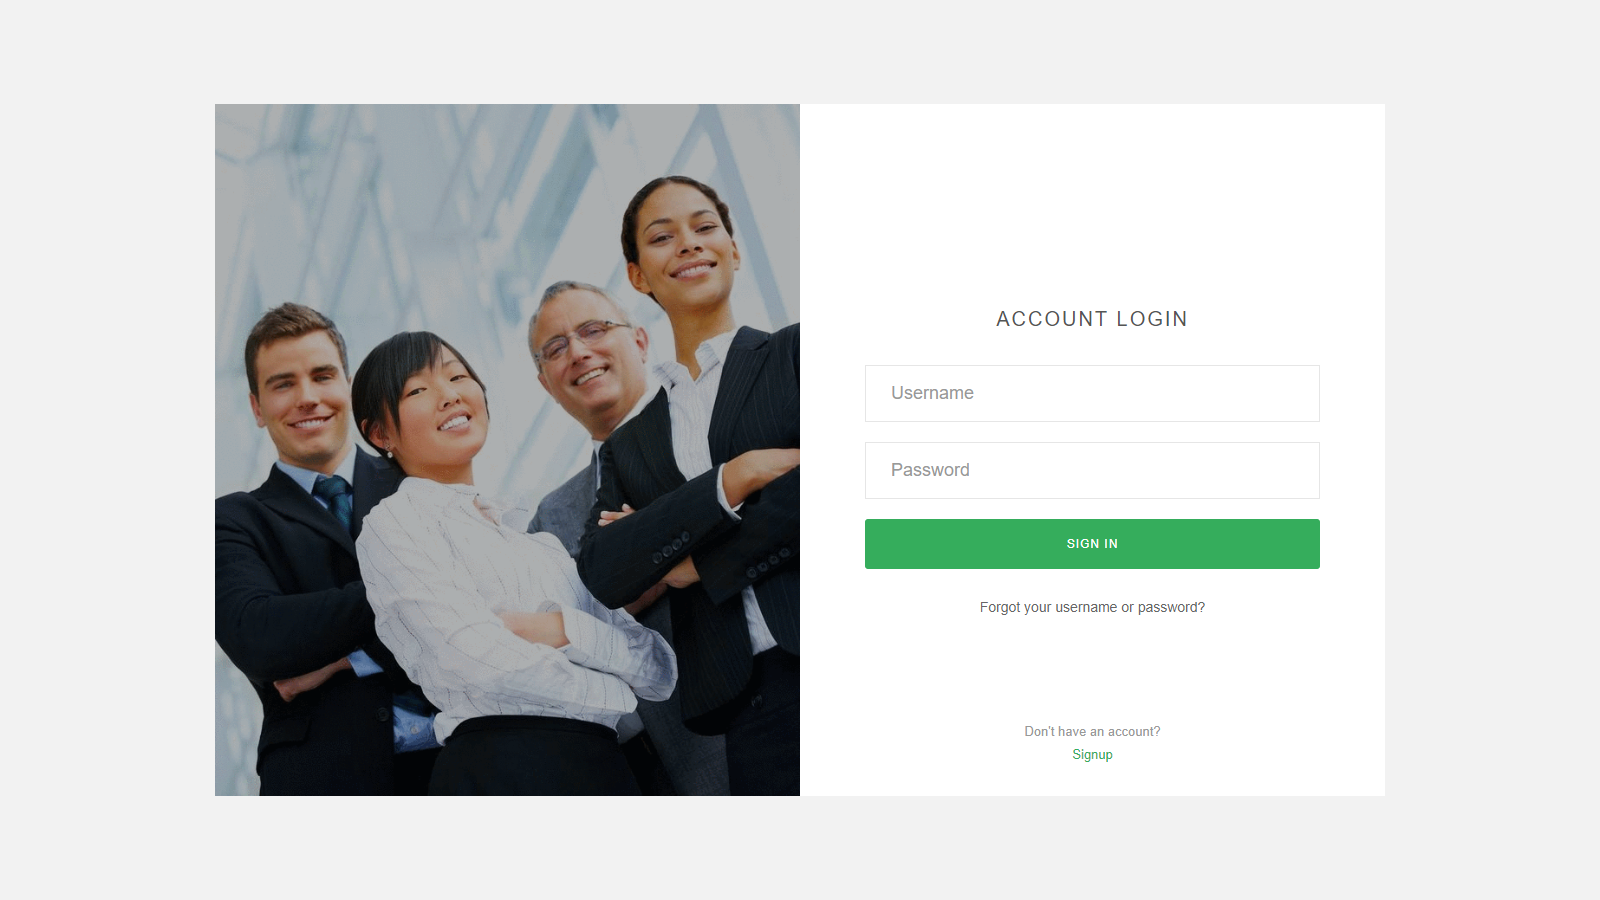 ACCOUNT LOGIN
Username
Password
SIGN IN
Forgot your username or password?
Don't have an account?
Signup